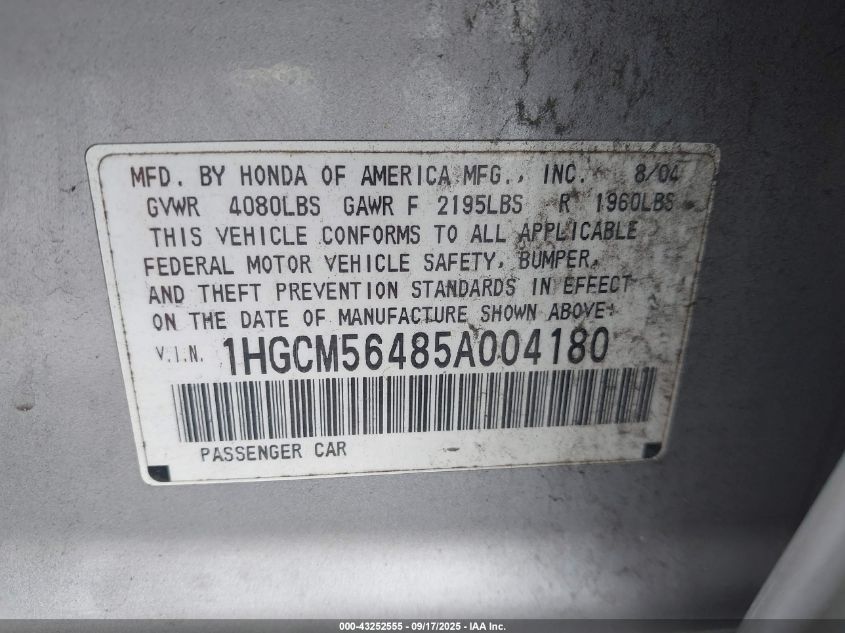 MFD. BY HONDA OF AMERICA MFG., INC. 8/04
GVWR 4080LBS GAWR F 2195LBS R 1960LBS
THIS VEHICLE CONFORMS TO ALL APPLICABLE
FEDERAL MOTOR VEHICLE SAFETY, BUMPER,
AND THEFT PREVENTION STANDARDS IN EFFECT
ON THE DATE OF MANUFACTURE SHOWN ABOVE.
V.I.N. 1HGCM56485A004180
PASSENGER CAR
000-43252555 - 09/17/2025 - IAA Inc.